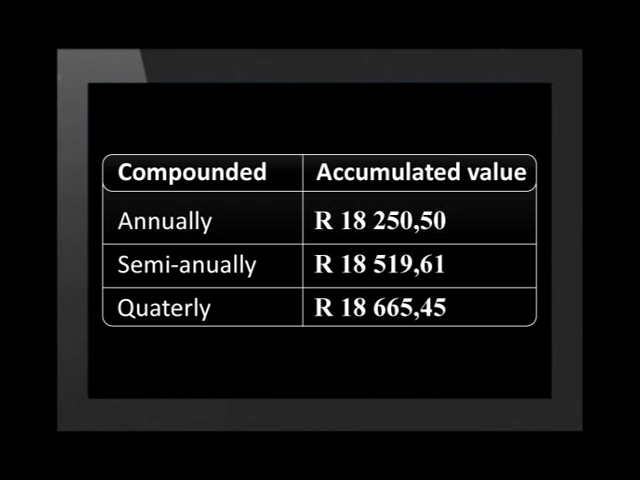 Compounded Accumulated value
Annually R 18 250,50
Semi-anually R 18 519,61
Quaterly R 18 665,45